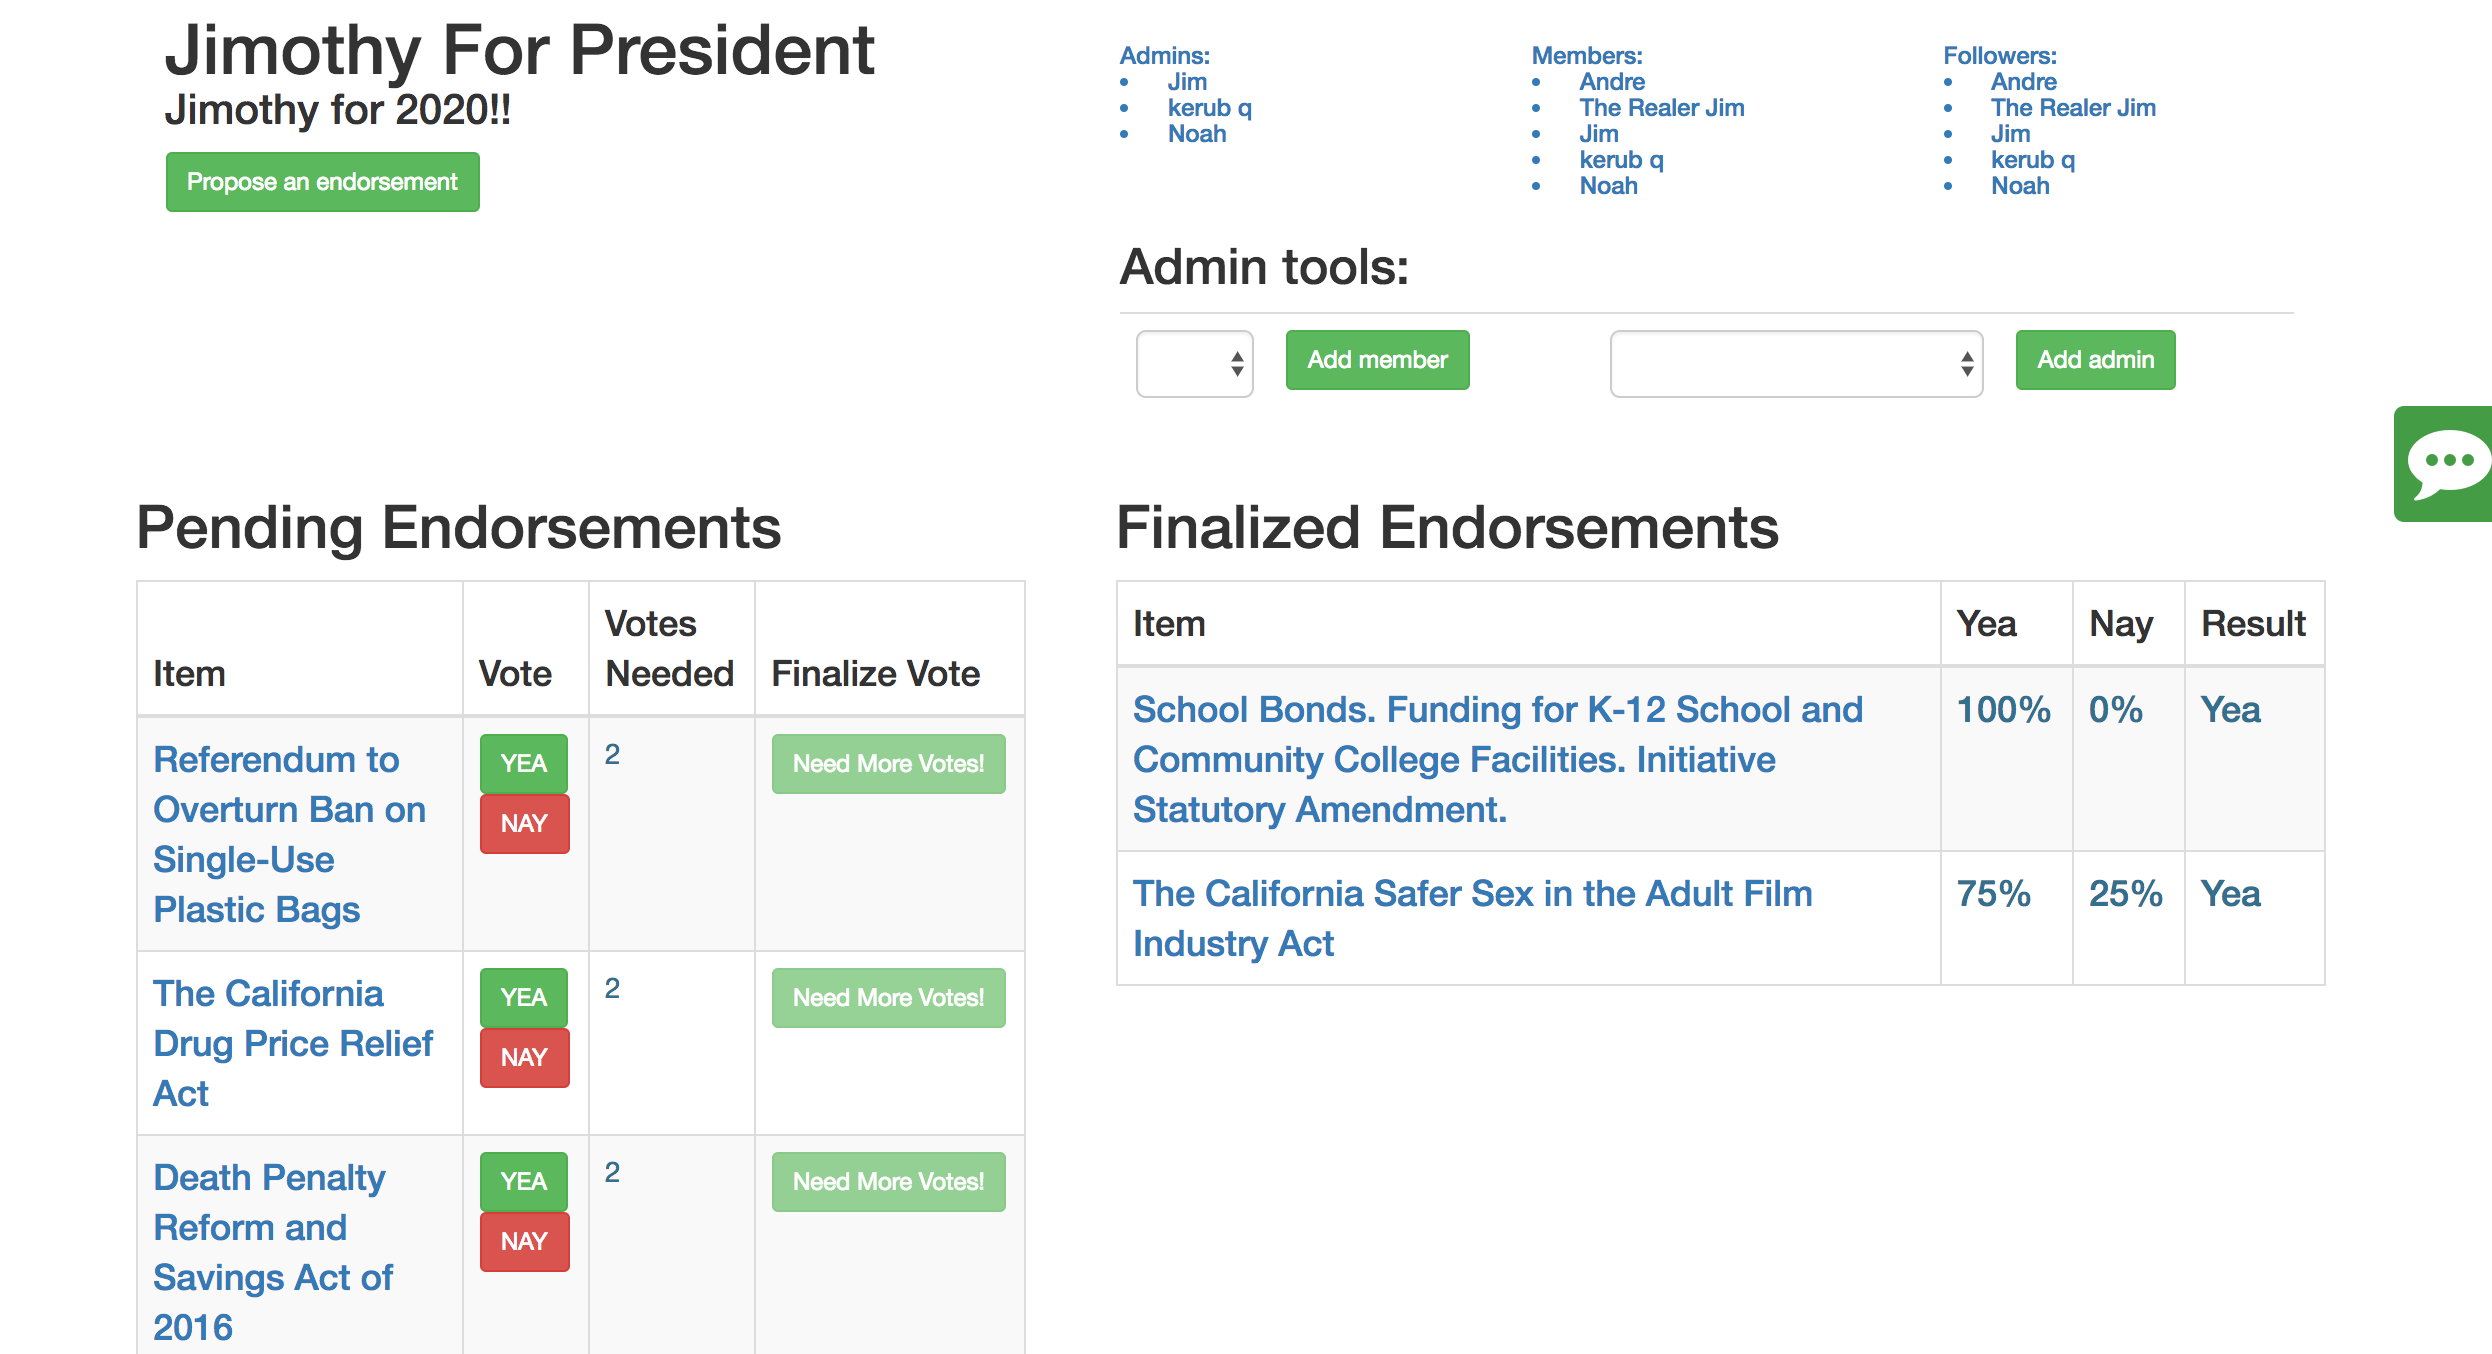 Jimothy For President
Jimothy for 2020!!
Propose an endorsement
Admins:
Jim
kerub q
Noah
Members:
Andre
The Realer Jim
Jim
kerub q
Noah
Followers:
Andre
The Realer Jim
Jim
kerub q
Noah
Admin tools:
Add member
Add admin
Pending Endorsements
Item
Vote
Votes
Needed
Finalize Vote
Referendum to
Overturn Ban on
Single-Use
Plastic Bags
YEA
NAY
2
Need More Votes!
The California
Drug Price Relief
Act
YEA
NAY
2
Need More Votes!
Death Penalty
Reform and
Savings Act of
2016
YEA
NAY
2
Need More Votes!
Finalized Endorsements
Item
Yea
Nay
Result
School Bonds. Funding for K-12 School and
Community College Facilities. Initiative
Statutory Amendment.
100%
0%
Yea
The California Safer Sex in the Adult Film
Industry Act
75%
25%
Yea